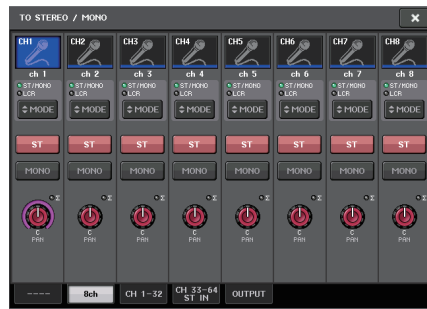 TO STEREO / MONO
CH1 CH2 CH3 CH4 CH5 CH6 CH7 CH8
ch 1 ch 2 ch 3 ch 4 ch 5 ch 6 ch 7 ch 8
ST/MONO ST/MONO ST/MONO ST/MONO ST/MONO ST/MONO ST/MONO ST/MONO
LCR LCR LCR LCR LCR LCR LCR LCR
MODE MODE MODE MODE MODE MODE MODE MODE
ST ST ST ST ST ST ST ST
MONO MONO MONO MONO MONO MONO MONO MONO
Σ Σ Σ Σ Σ Σ Σ Σ
C C C C C C C C
PAN PAN PAN PAN PAN PAN PAN PAN
---- 8ch CH 1-32 CH 33-64 OUTPUT
ST IN